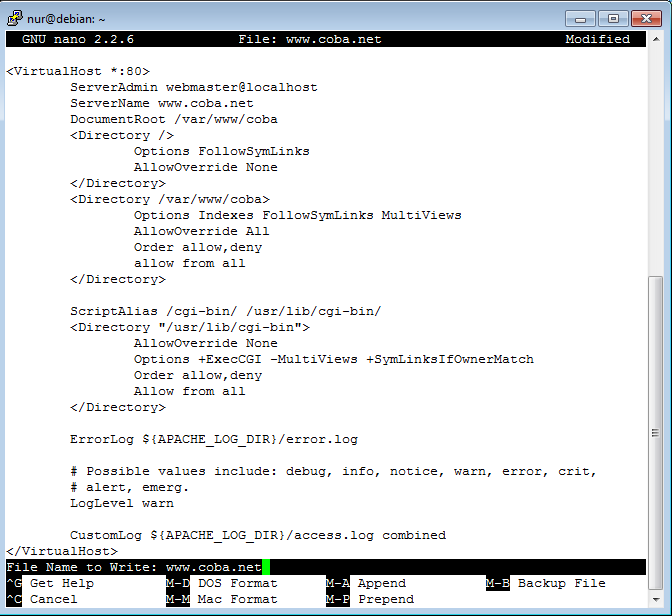 nur@debian: ~
GNU nano 2.2.6 File: www.coba.net Modified
<VirtualHost *:80>
ServerAdmin webmaster@localhost
ServerName www.coba.net
DocumentRoot /var/www/coba
<Directory />
Options FollowSymLinks
AllowOverride None
</Directory>
<Directory /var/www/coba>
Options Indexes FollowSymLinks MultiViews
AllowOverride All
Order allow,deny
allow from all
</Directory>
ScriptAlias /cgi-bin/ /usr/lib/cgi-bin/
<Directory "/usr/lib/cgi-bin">
AllowOverride None
Options +ExecCGI -MultiViews +SymLinksIfOwnerMatch
Order allow,deny
Allow from all
</Directory>
ErrorLog ${APACHE_LOG_DIR}/error.log
# Possible values include: debug, info, notice, warn, error, crit,
# alert, emerg.
LogLevel warn
CustomLog ${APACHE_LOG_DIR}/access.log combined
</VirtualHost>
File Name to Write: www.coba.net
^G Get Help M-D DOS Format M-A Append M-B Backup File
^C Cancel M-M Mac Format M-P Prepend